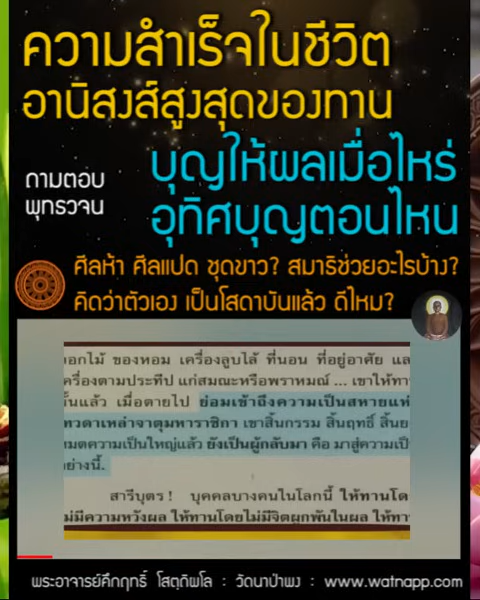 ความสำเร็จในชีวิต
อานิสงส์สูงสุดของทาน
บุญให้ผลเมื่อไหร่
ถามตอบ
พุทธวจน
อุทิศบุญตอนไหน
ศีลห้า ศีลแปด ชุดขาว? สมาธิช่วยอะไรบ้าง?
คิดว่าตัวเอง เป็นโสดาบันแล้ว ดีไหม?
ดอกไม้ ของหอม เครื่องลูบไล้ ที่นอน ที่อยู่อาศัย และ
ครื่องตามประทีป แก่สมณะหรือพราหมณ์ ... เขาให้ทา
ั้นแล้ว เมื่อตายไป ย่อมเข้าถึงความเป็นสหายแห่
ทวดาเหล่าจาตุมหาราชิกา เขาสิ้นกรรม สิ้นฤทธิ์ สิ้นย
มดความเป็นใหญ่แล้ว ยังเป็นผู้กลับมา คือ มาสู่ความเป็
ย่างนี้.
สารีบุตร ! บุคคลบางคนในโลกนี้ ให้ทานโด
ม่มีความหวังผล ให้ทานโดยไม่มีจิตผูกพันในผล ให้ทา
พระอาจารย์คึกฤทธิ์ โสตฺถิผโล : วัดนาป่าพง : www.watnapp.com